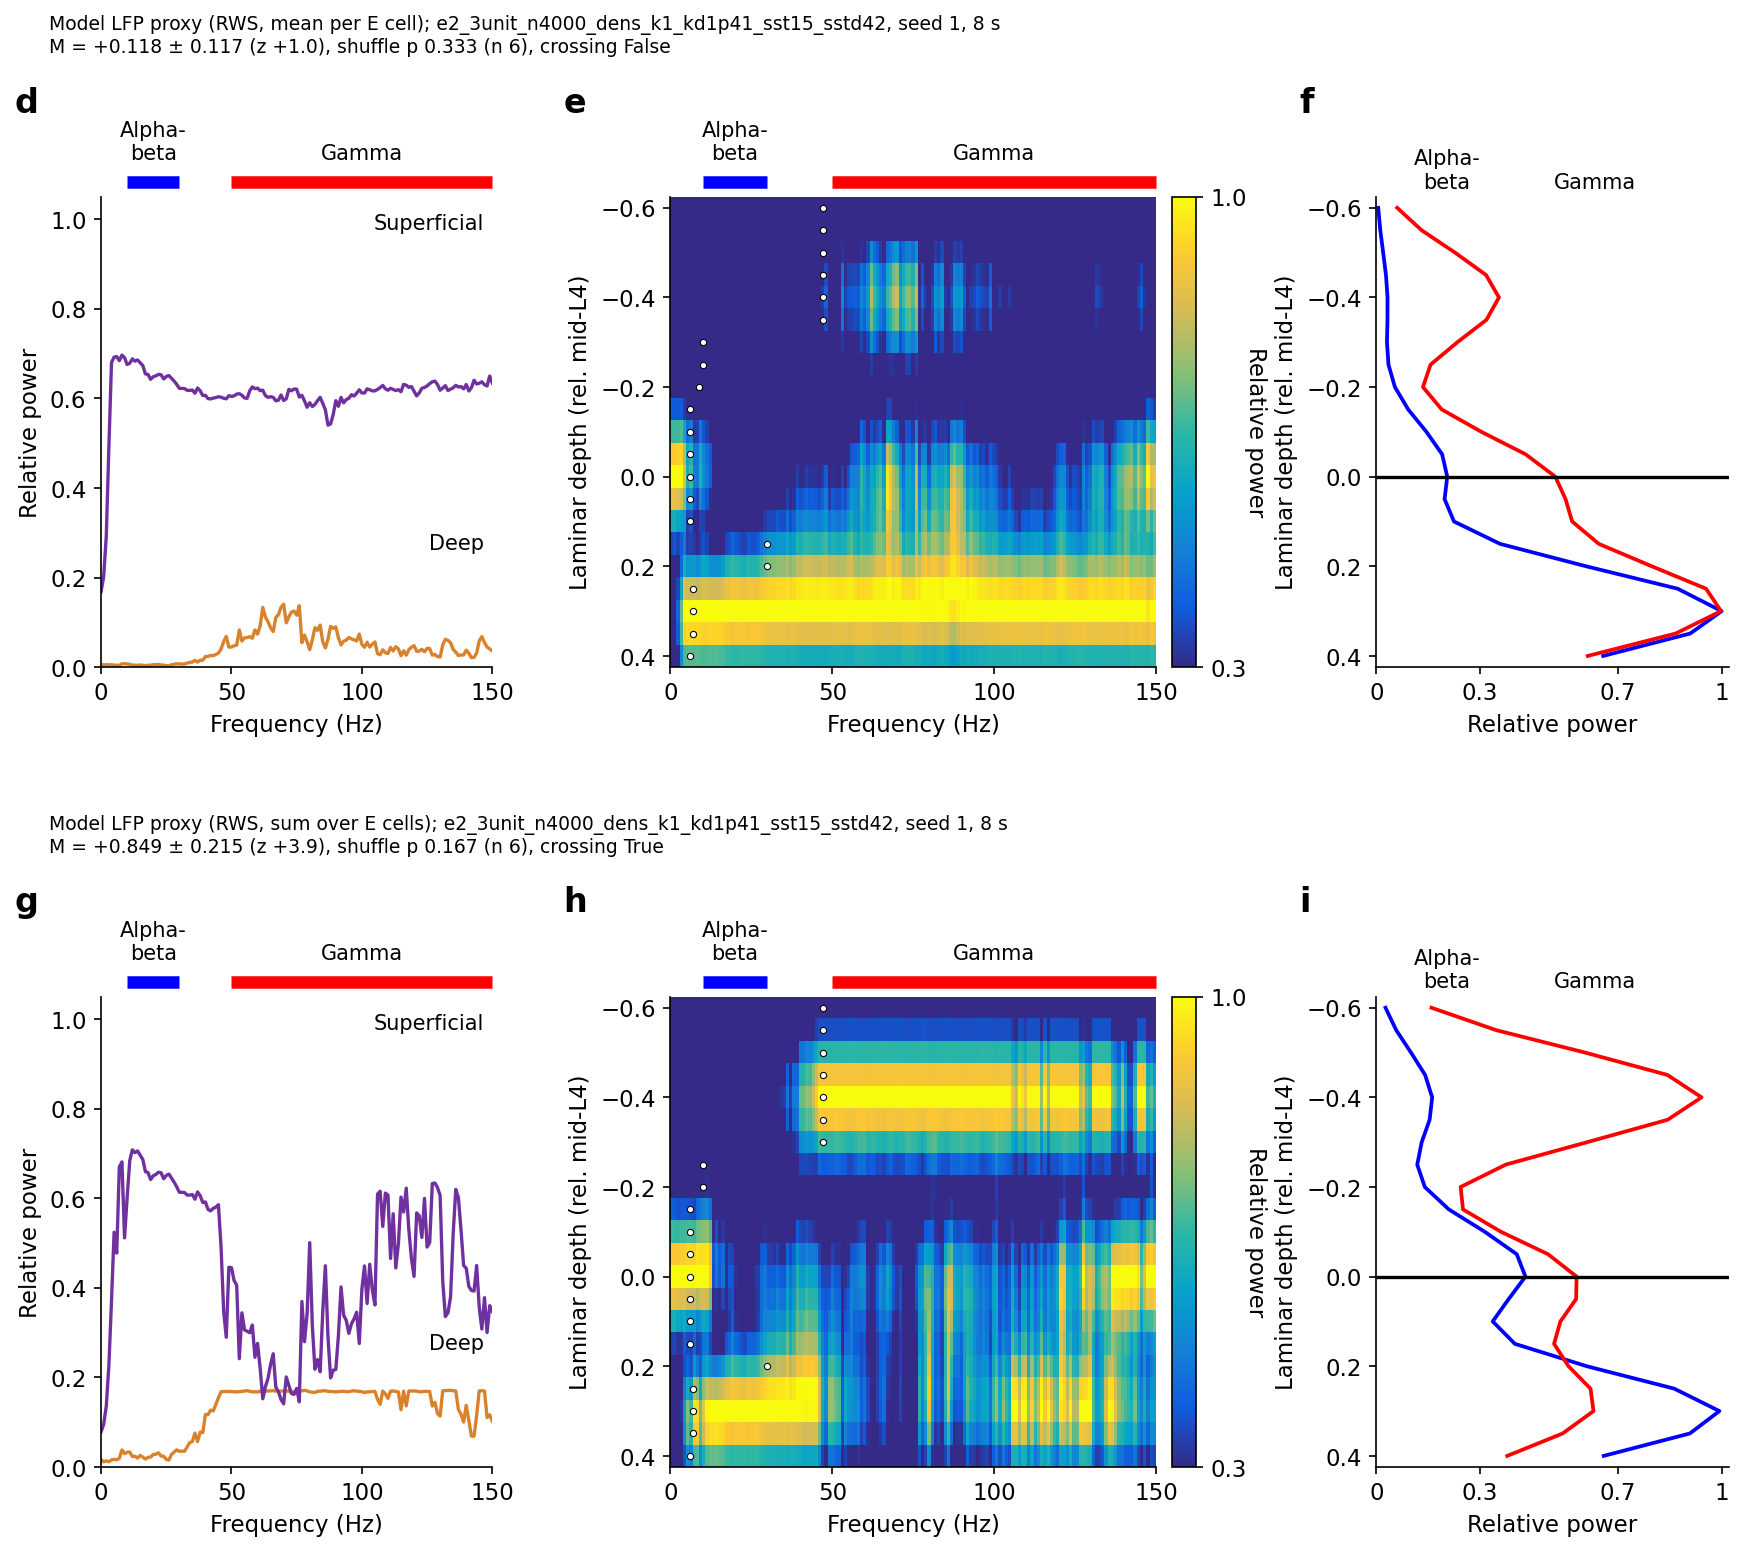 Model LFP proxy (RWS, mean per E cell); e2_3unit_n4000_dens_k1_kd1p41_sst15_sstd42, seed 1, 8 s
M = +0.118 ± 0.117 (z +1.0), shuffle p 0.333 (n 6), crossing False
d
Alpha-
beta
Gamma
Superficial
Deep
1.0
0.8
0.6
0.4
0.2
0.0
0
50
100
150
Relative power
Frequency (Hz)
e
Alpha-
beta
Gamma
−0.6
−0.4
−0.2
0.0
0.2
0.4
0
50
100
150
Laminar depth (rel. mid-L4)
Frequency (Hz)
1.0
0.3
Relative power
f
Alpha-
beta
Gamma
−0.6
−0.4
−0.2
0.0
0.2
0.4
0
0.3
0.7
1
Laminar depth (rel. mid-L4)
Relative power
Model LFP proxy (RWS, sum over E cells); e2_3unit_n4000_dens_k1_kd1p41_sst15_sstd42, seed 1, 8 s
M = +0.849 ± 0.215 (z +3.9), shuffle p 0.167 (n 6), crossing True
g
Alpha-
beta
Gamma
Superficial
Deep
1.0
0.8
0.6
0.4
0.2
0.0
0
50
100
150
Relative power
Frequency (Hz)
h
Alpha-
beta
Gamma
−0.6
−0.4
−0.2
0.0
0.2
0.4
0
50
100
150
Laminar depth (rel. mid-L4)
Frequency (Hz)
1.0
0.3
Relative power
i
Alpha-
beta
Gamma
−0.6
−0.4
−0.2
0.0
0.2
0.4
0
0.3
0.7
1
Laminar depth (rel. mid-L4)
Relative power